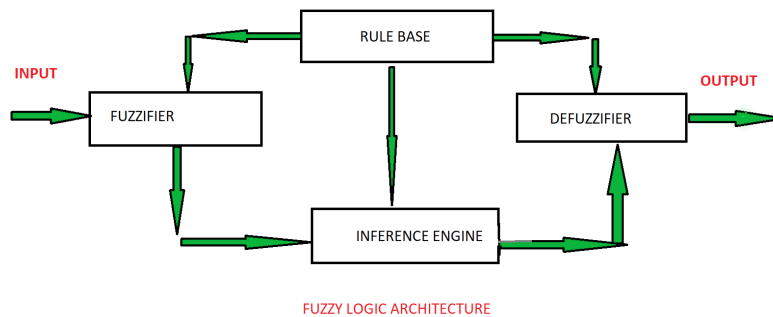 RULE BASE
INPUT
OUTPUT
FUZZIFIER
DEFUZZIFIER
INFERENCE ENGINE
FUZZY LOGIC ARCHITECTURE